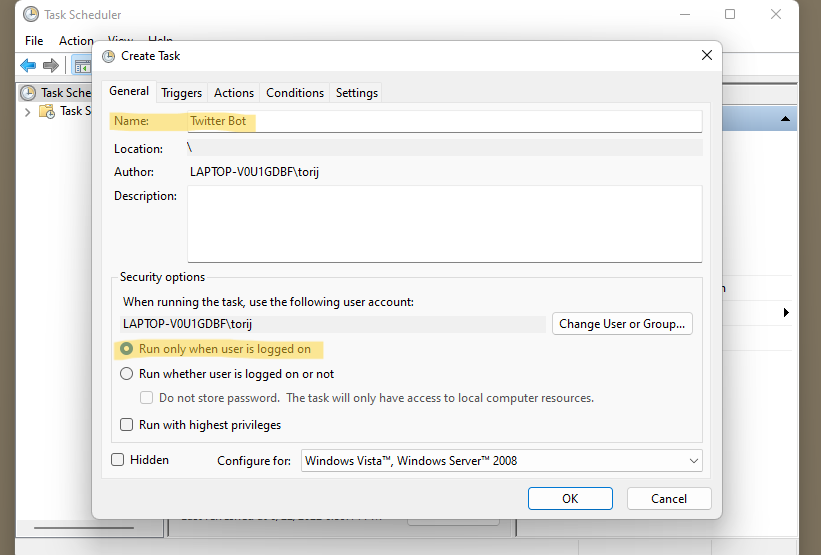 Task Scheduler
File Action View Help
Create Task
Task Sche
Task S
General Triggers Actions Conditions Settings
Name: Twitter Bot
Location: \
Author: LAPTOP-V0U1GDBF\torij
Description:
Security options
When running the task, use the following user account:
LAPTOP-V0U1GDBF\torij
Change User or Group...
Run only when user is logged on
Run whether user is logged on or not
Do not store password. The task will only have access to local computer resources.
Run with highest privileges
Hidden
Configure for: Windows Vista™, Windows Server™ 2008
OK Cancel